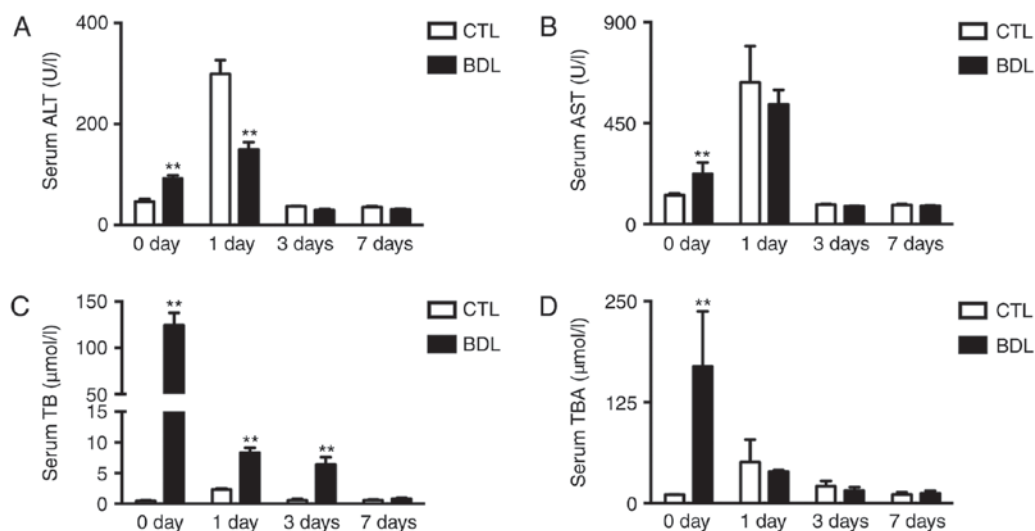 A
Serum ALT (U/l)
400
200
0
**
**
0 day 1 day 3 days 7 days
CTL
BDL
B
Serum AST (U/l)
900
450
0
**
0 day 1 day 3 days 7 days
CTL
BDL
C
Serum TB (μmol/l)
150
100
50
15
10
5
0
**
**
**
0 day 1 day 3 days 7 days
CTL
BDL
D
Serum TBA (μmol/l)
250
125
0
**
0 day 1 day 3 days 7 days
CTL
BDL